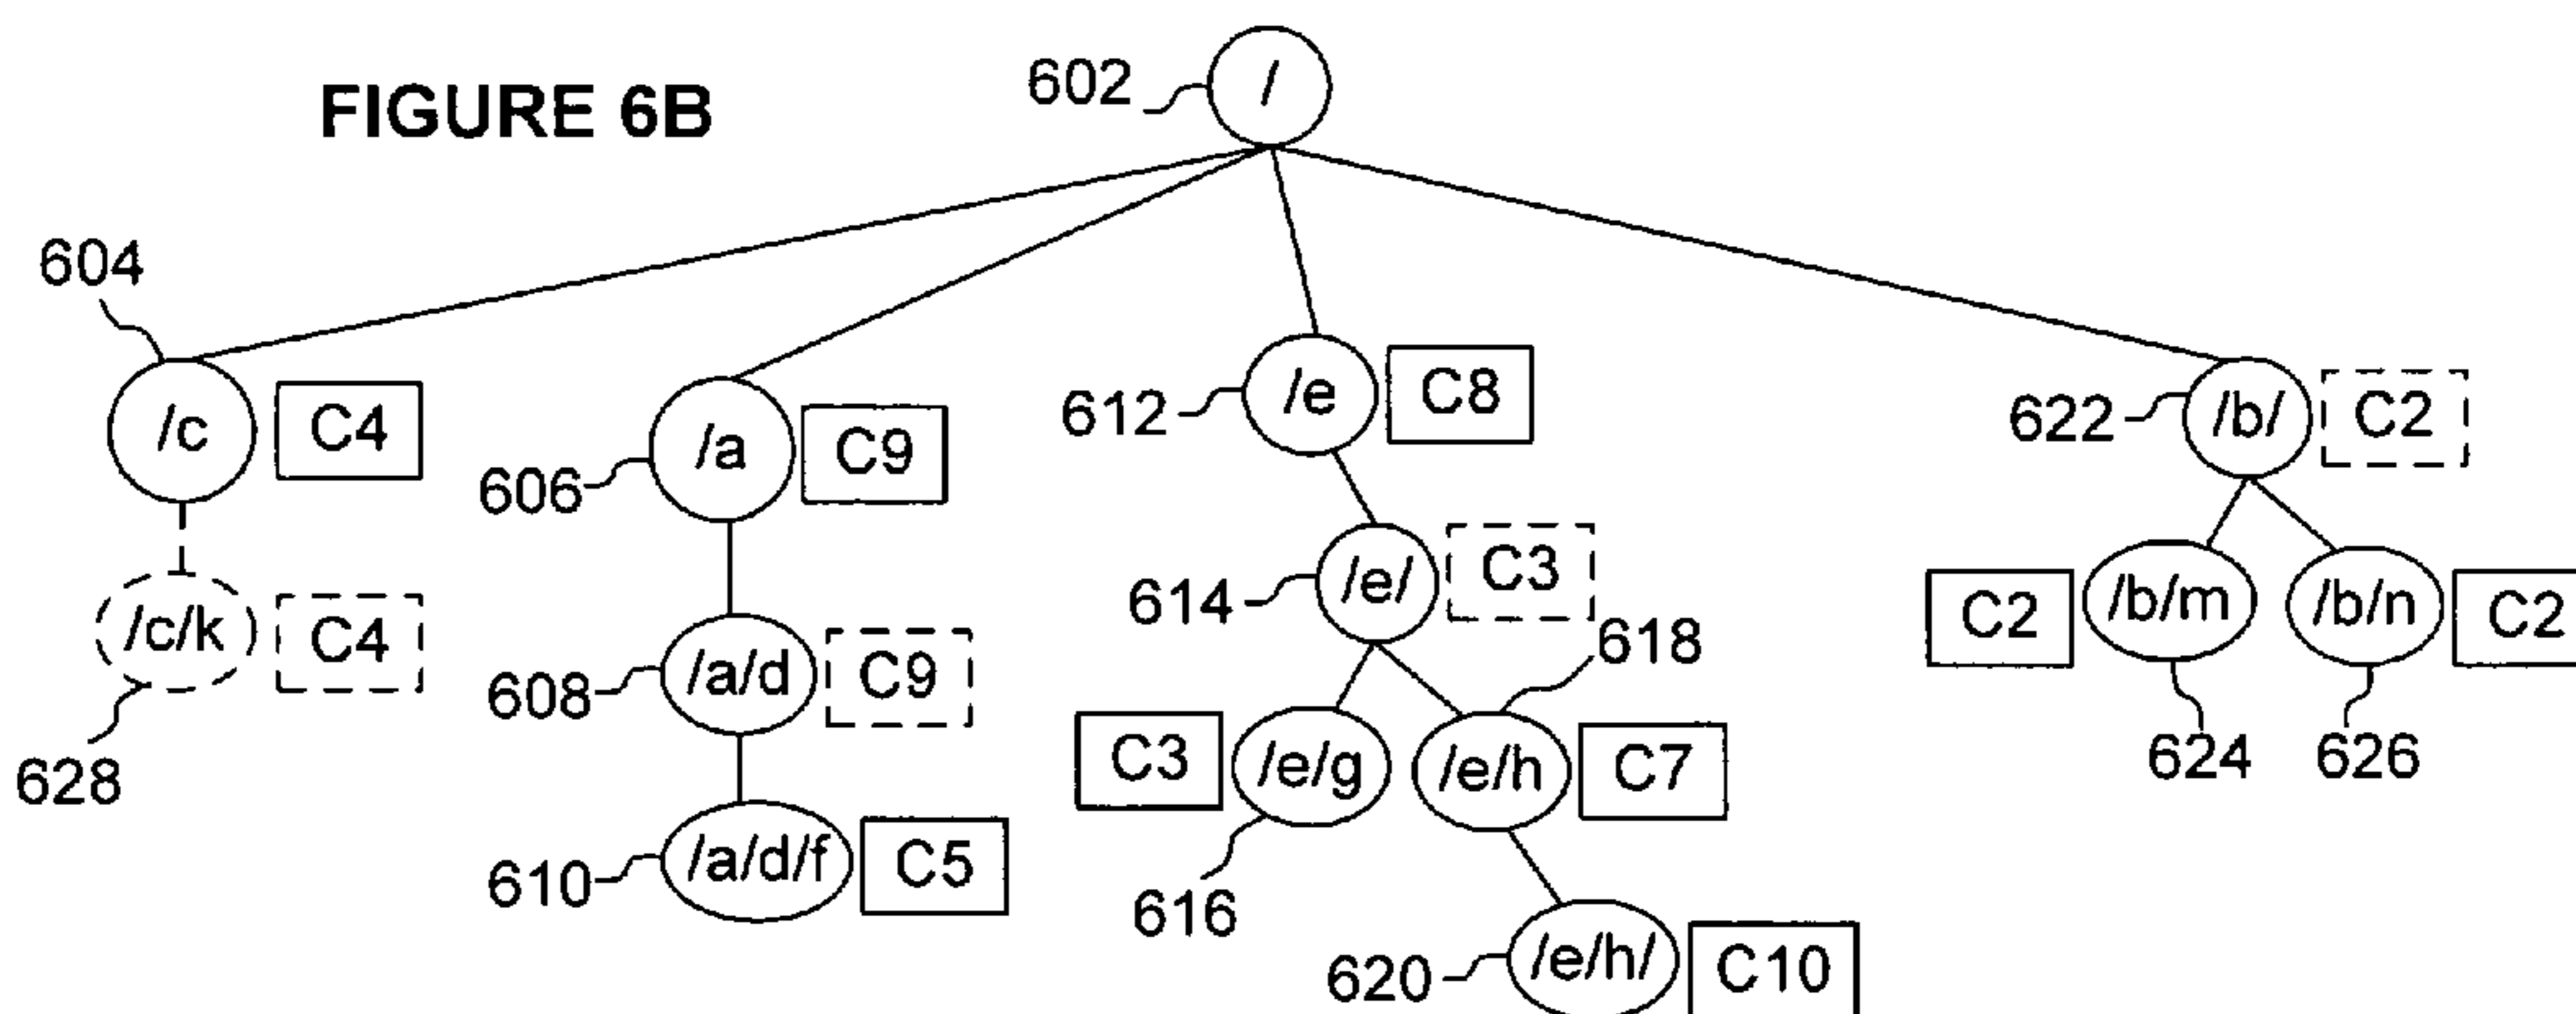 FIGURE 6B
602 /
604
/c C4
606 /a C9
612 /e C8
622 /b/ C2
628 /c/k C4
608 /a/d C9
614 /e/ C3
618
C2 /b/m /b/n C2
624 626
610 /a/d/f C5
C3 /e/g /e/h C7
616
620 /e/h/ C10